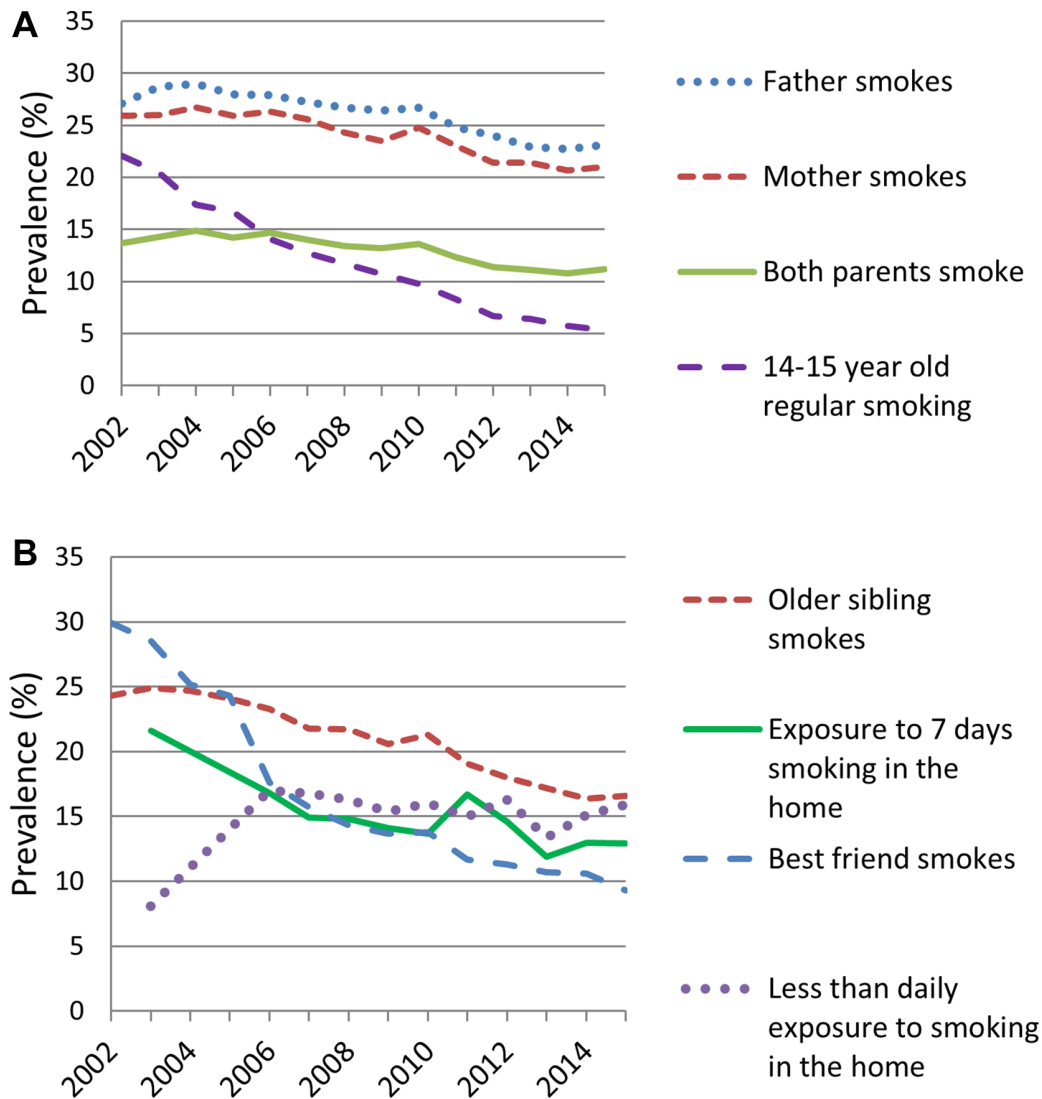 A
35
30
25
20
15
10
5
0
Prevalence (%)
2002
2004
2006
2008
2010
2012
2014
Father smokes
Mother smokes
Both parents smoke
14-15 year old
regular smoking
B
35
30
25
20
15
10
5
0
Prevalence (%)
2002
2004
2006
2008
2010
2012
2014
Older sibling
smokes
Exposure to 7 days
smoking in the
home
Best friend smokes
Less than daily
exposure to smoking
in the home